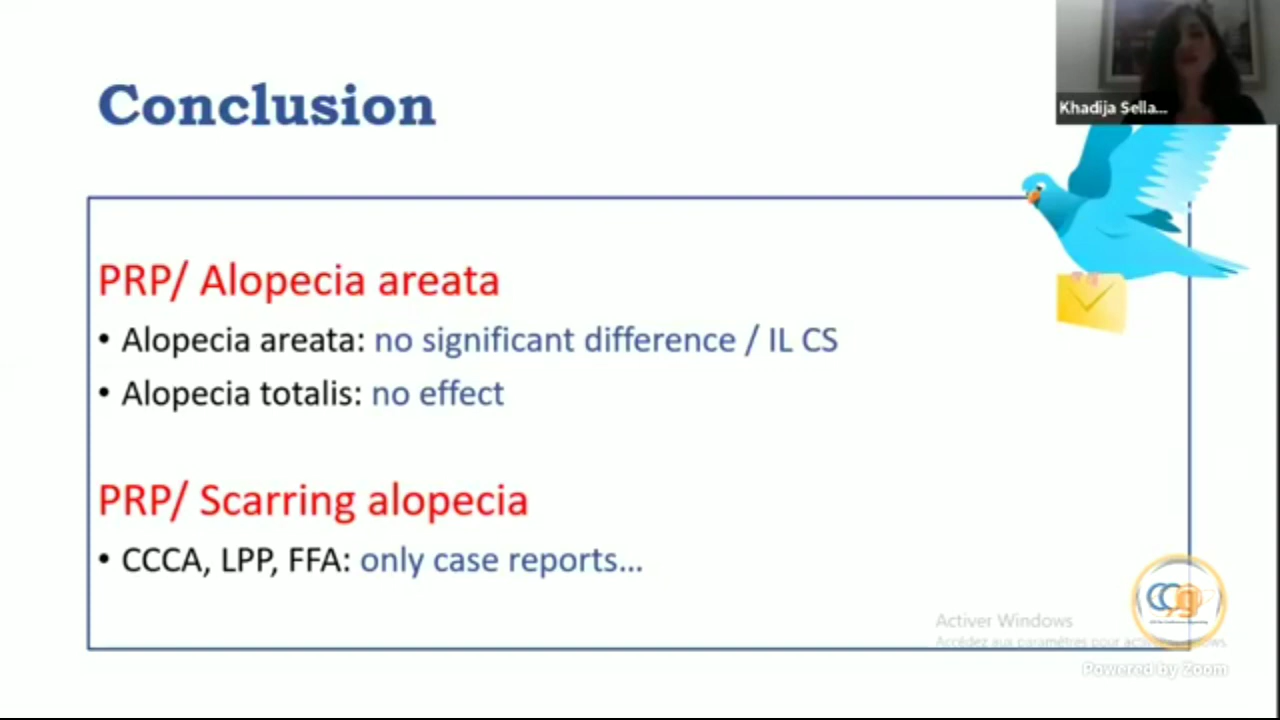 Conclusion
Khadija Sella...
PRP/ Alopecia areata
• Alopecia areata: no significant difference / IL CS
• Alopecia totalis: no effect
PRP/ Scarring alopecia
• CCCA, LPP, FFA: only case reports...
Activer Windows
Accédez aux paramètres pour activer Windows.
Powered by Zoom